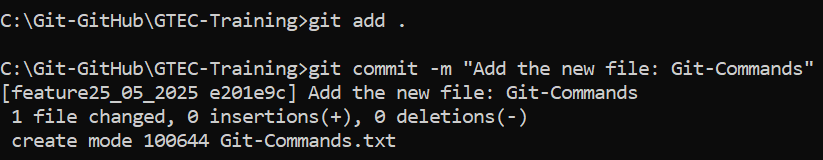 C:\Git-GitHub\GTEC-Training>git add .
C:\Git-GitHub\GTEC-Training>git commit -m "Add the new file: Git-Commands"
[feature25_05_2025 e201e9c] Add the new file: Git-Commands
 1 file changed, 0 insertions(+), 0 deletions(-)
 create mode 100644 Git-Commands.txt